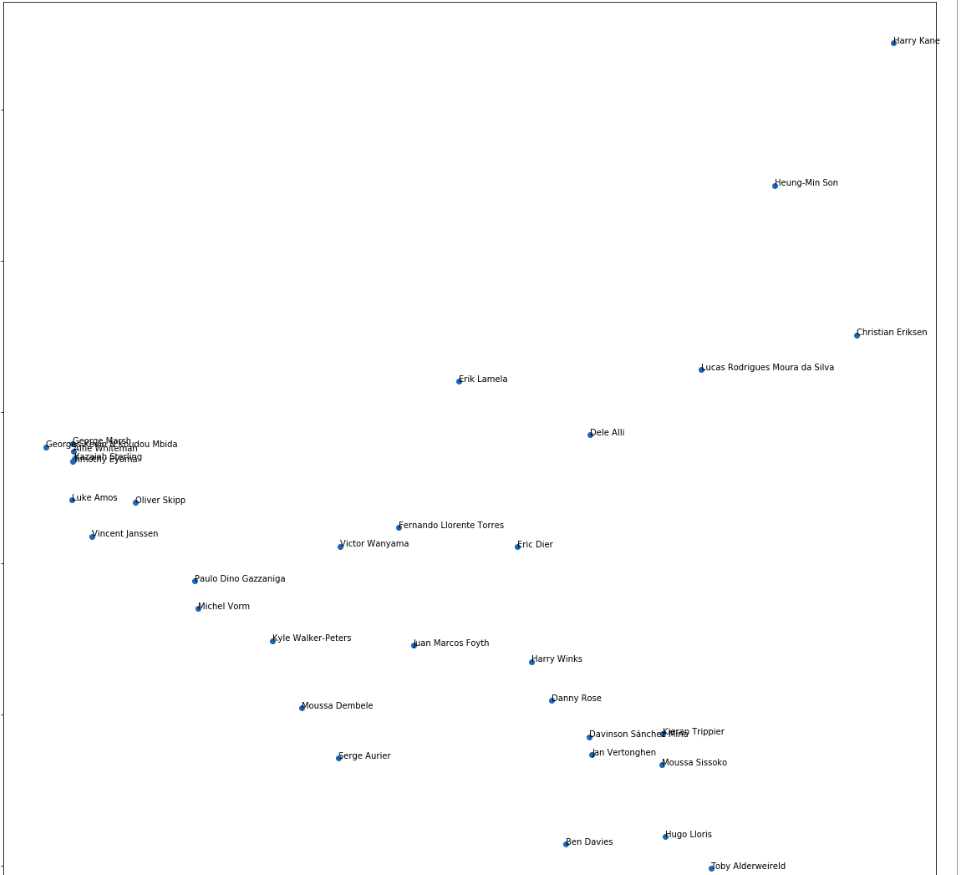 Harry Kane
Heung-Min Son
Christian Eriksen
Lucas Rodrigues Moura da Silva
Erik Lamela
Dele Alli
George Marsh
Georges-Kévin N'Koudou Mbida
Alfie Whiteman
Kazaiah Sterling
Timothy Eyoma
Luke Amos
Oliver Skipp
Fernando Llorente Torres
Vincent Janssen
Victor Wanyama
Eric Dier
Paulo Dino Gazzaniga
Michel Vorm
Kyle Walker-Peters
Juan Marcos Foyth
Harry Winks
Danny Rose
Moussa Dembele
Kieran Trippier
Davinson Sánchez Mina
Jan Vertonghen
Serge Aurier
Moussa Sissoko
Hugo Lloris
Ben Davies
Toby Alderweireld